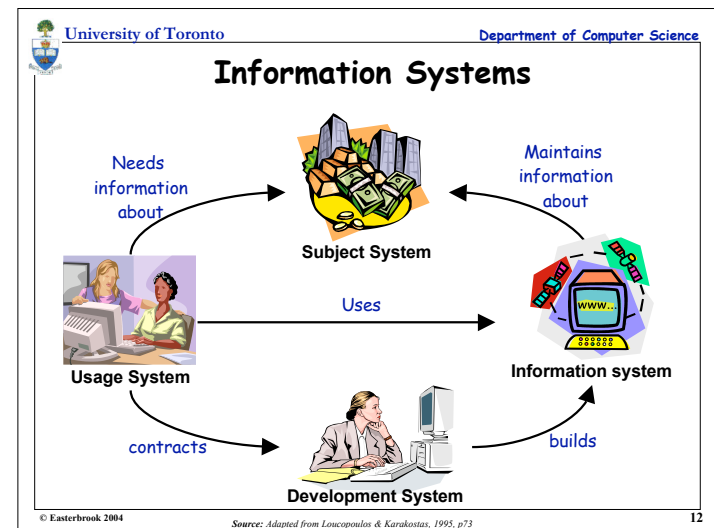 University of Toronto
Department of Computer Science
Information Systems
Needs
information
about
Maintains
information
about
Subject System
Uses
www...
Usage System
Information system
contracts
builds
Development System
© Easterbrook 2004
Source: Adapted from Loucopoulos & Karakostas, 1995, p73
12